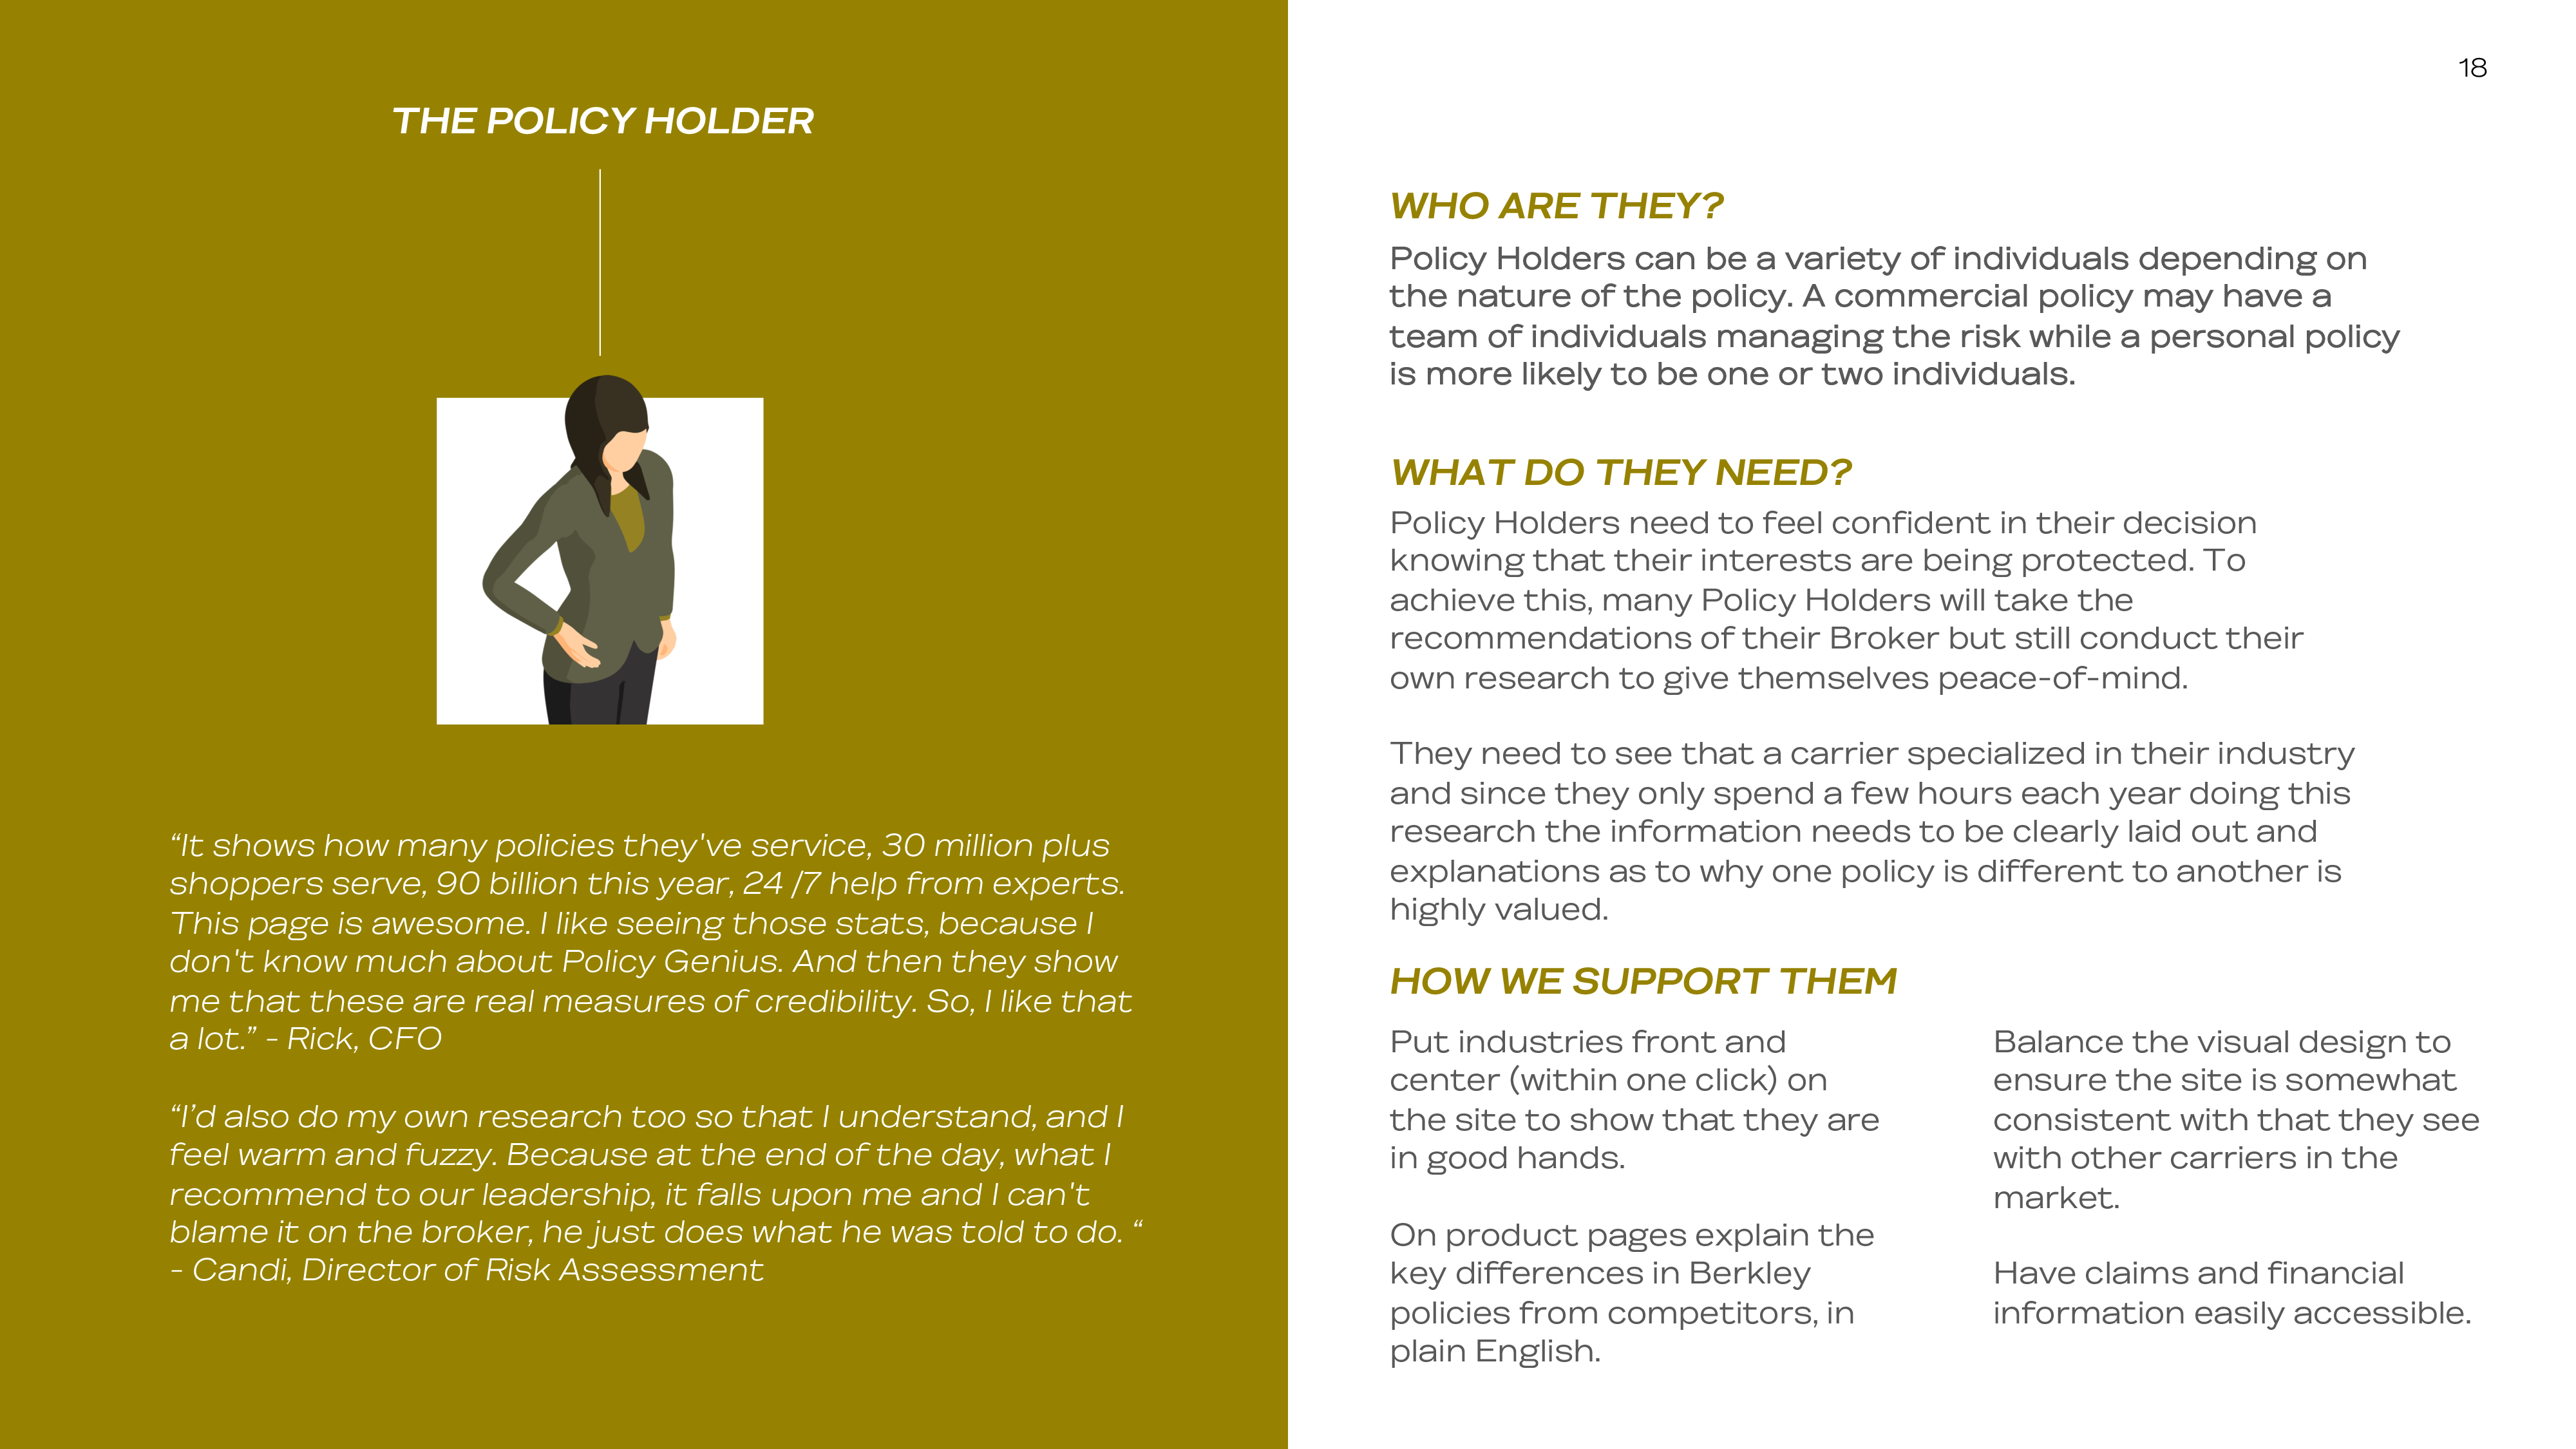 18
THE POLICY HOLDER
“It shows how many policies they've service, 30 million plus
shoppers serve, 90 billion this year, 24 /7 help from experts.
This page is awesome. I like seeing those stats, because I
don't know much about Policy Genius. And then they show
me that these are real measures of credibility. So, I like that
a lot.” - Rick, CFO
“I’d also do my own research too so that I understand, and I
feel warm and fuzzy. Because at the end of the day, what I
recommend to our leadership, it falls upon me and I can't
blame it on the broker, he just does what he was told to do. “
- Candi, Director of Risk Assessment
WHO ARE THEY?
Policy Holders can be a variety of individuals depending on
the nature of the policy. A commercial policy may have a
team of individuals managing the risk while a personal policy
is more likely to be one or two individuals.
WHAT DO THEY NEED?
Policy Holders need to feel confident in their decision
knowing that their interests are being protected. To
achieve this, many Policy Holders will take the
recommendations of their Broker but still conduct their
own research to give themselves peace-of-mind.
They need to see that a carrier specialized in their industry
and since they only spend a few hours each year doing this
research the information needs to be clearly laid out and
explanations as to why one policy is different to another is
highly valued.
HOW WE SUPPORT THEM
Put industries front and
center (within one click) on
the site to show that they are
in good hands.
On product pages explain the
key differences in Berkley
policies from competitors, in
plain English.
Balance the visual design to
ensure the site is somewhat
consistent with that they see
with other carriers in the
market.
Have claims and financial
information easily accessible.